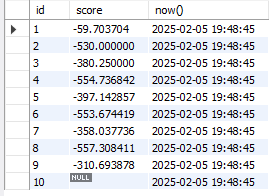 id score now()
1 -59.703704 2025-02-05 19:48:45
2 -530.000000 2025-02-05 19:48:45
3 -380.250000 2025-02-05 19:48:45
4 -554.736842 2025-02-05 19:48:45
5 -397.142857 2025-02-05 19:48:45
6 -553.674419 2025-02-05 19:48:45
7 -358.037736 2025-02-05 19:48:45
8 -557.308411 2025-02-05 19:48:45
9 -310.693878 2025-02-05 19:48:45
10 NULL 2025-02-05 19:48:45